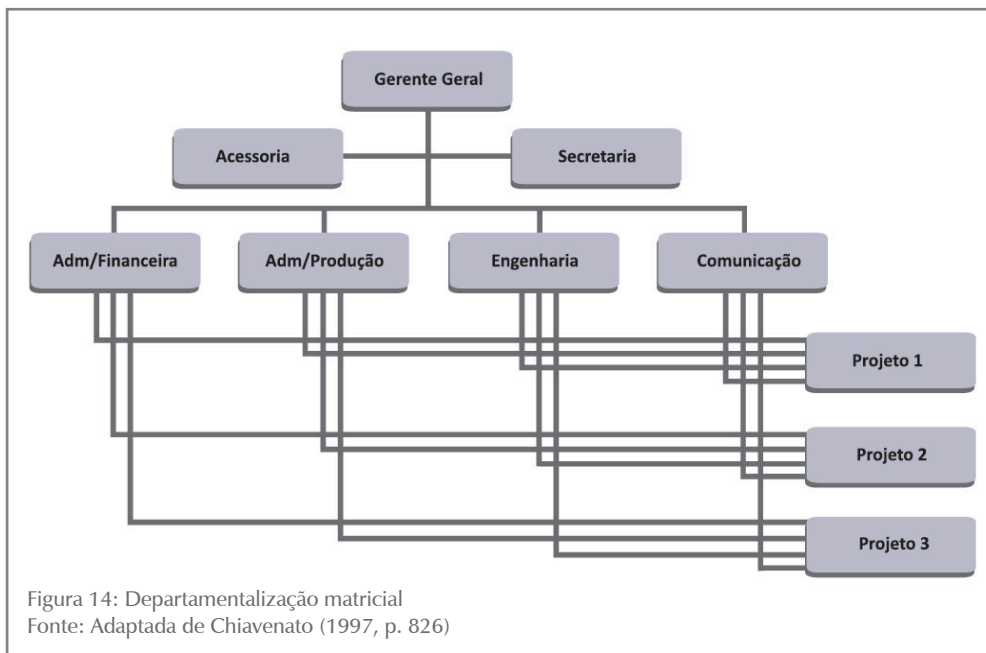 Gerente Geral
Acessoria
Secretaria
Adm/Financeira
Adm/Produção
Engenharia
Comunicação
Projeto 1
Projeto 2
Projeto 3
Figura 14: Departamentalização matricial
Fonte: Adaptada de Chiavenato (1997, p. 826)